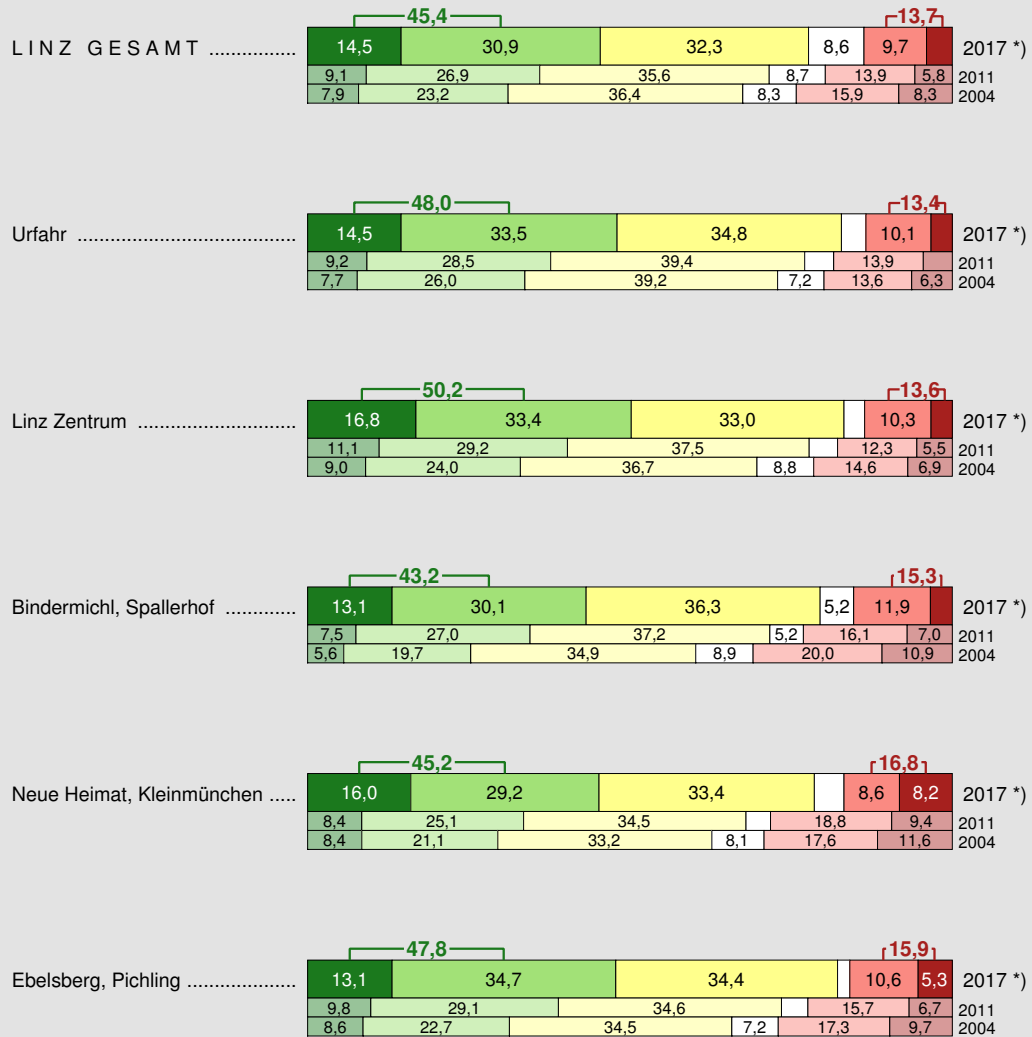 45,4 13,7
LINZ GESAMT ............... 14,5 30,9 32,3 8,6 9,7 2017 *)
9,1 26,9 35,6 8,7 13,9 5,8 2011
7,9 23,2 36,4 8,3 15,9 8,3 2004
48,0 13,4
Urfahr ...................................... 14,5 33,5 34,8 10,1 2017 *)
9,2 28,5 39,4 13,9 2011
7,7 26,0 39,2 7,2 13,6 6,3 2004
50,2 13,6
Linz Zentrum ........................... 16,8 33,4 33,0 10,3 2017 *)
11,1 29,2 37,5 12,3 5,5 2011
9,0 24,0 36,7 8,8 14,6 6,9 2004
43,2 15,3
Bindermichl, Spallerhof ............ 13,1 30,1 36,3 5,2 11,9 2017 *)
7,5 27,0 37,2 5,2 16,1 7,0 2011
5,6 19,7 34,9 8,9 20,0 10,9 2004
45,2 16,8
Neue Heimat, Kleinmünchen ..... 16,0 29,2 33,4 8,6 8,2 2017 *)
8,4 25,1 34,5 18,8 9,4 2011
8,4 21,1 33,2 8,1 17,6 11,6 2004
47,8 15,9
Ebelsberg, Pichling ................... 13,1 34,7 34,4 10,6 5,3 2017 *)
9,8 29,1 34,6 15,7 6,7 2011
8,6 22,7 34,5 7,2 17,3 9,7 2004